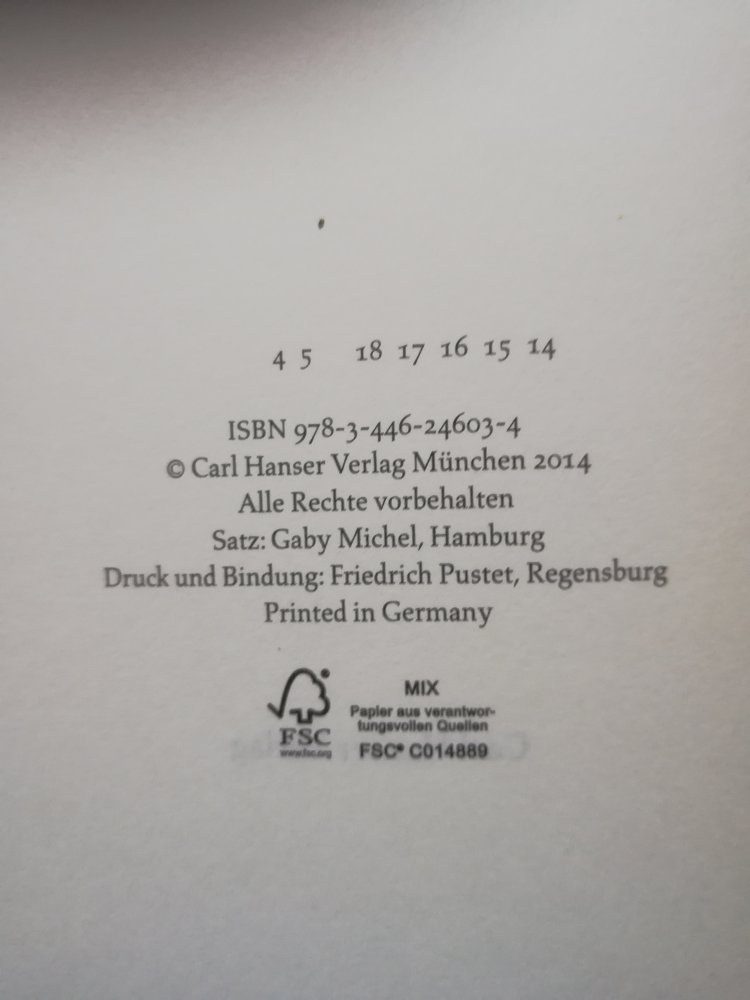 4 5 18 17 16 15 14
ISBN 978-3-446-24603-4
© Carl Hanser Verlag München 2014
Alle Rechte vorbehalten
Satz: Gaby Michel, Hamburg
Druck und Bindung: Friedrich Pustet, Regensburg
Printed in Germany
FSC
www.fsc.org
MIX
Papier aus verantwor-
tungsvollen Quellen
FSC® C014889